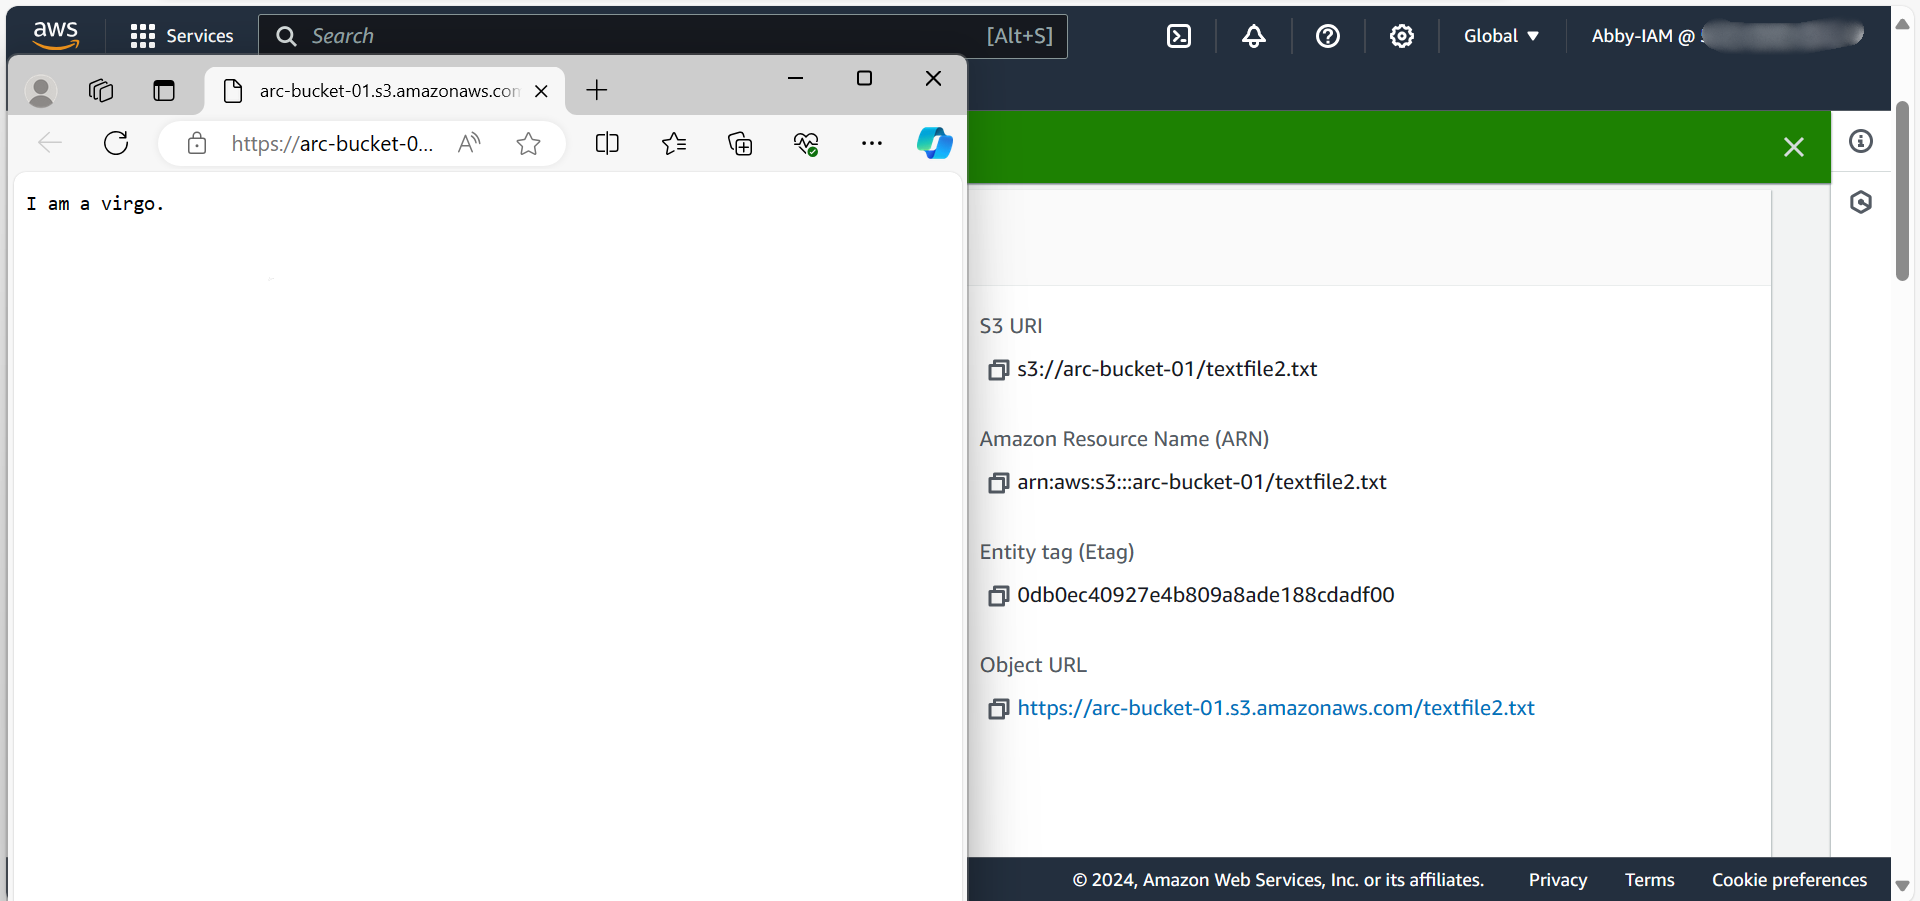 aws
Services
Search
[Alt+S]
Global
Abby-IAM @
arc-bucket-01.s3.amazonaws.com
https://arc-bucket-0...
I am a virgo.
S3 URI
s3://arc-bucket-01/textfile2.txt
Amazon Resource Name (ARN)
arn:aws:s3:::arc-bucket-01/textfile2.txt
Entity tag (Etag)
0db0ec40927e4b809a8ade188cdadf00
Object URL
https://arc-bucket-01.s3.amazonaws.com/textfile2.txt
© 2024, Amazon Web Services, Inc. or its affiliates.
Privacy
Terms
Cookie preferences